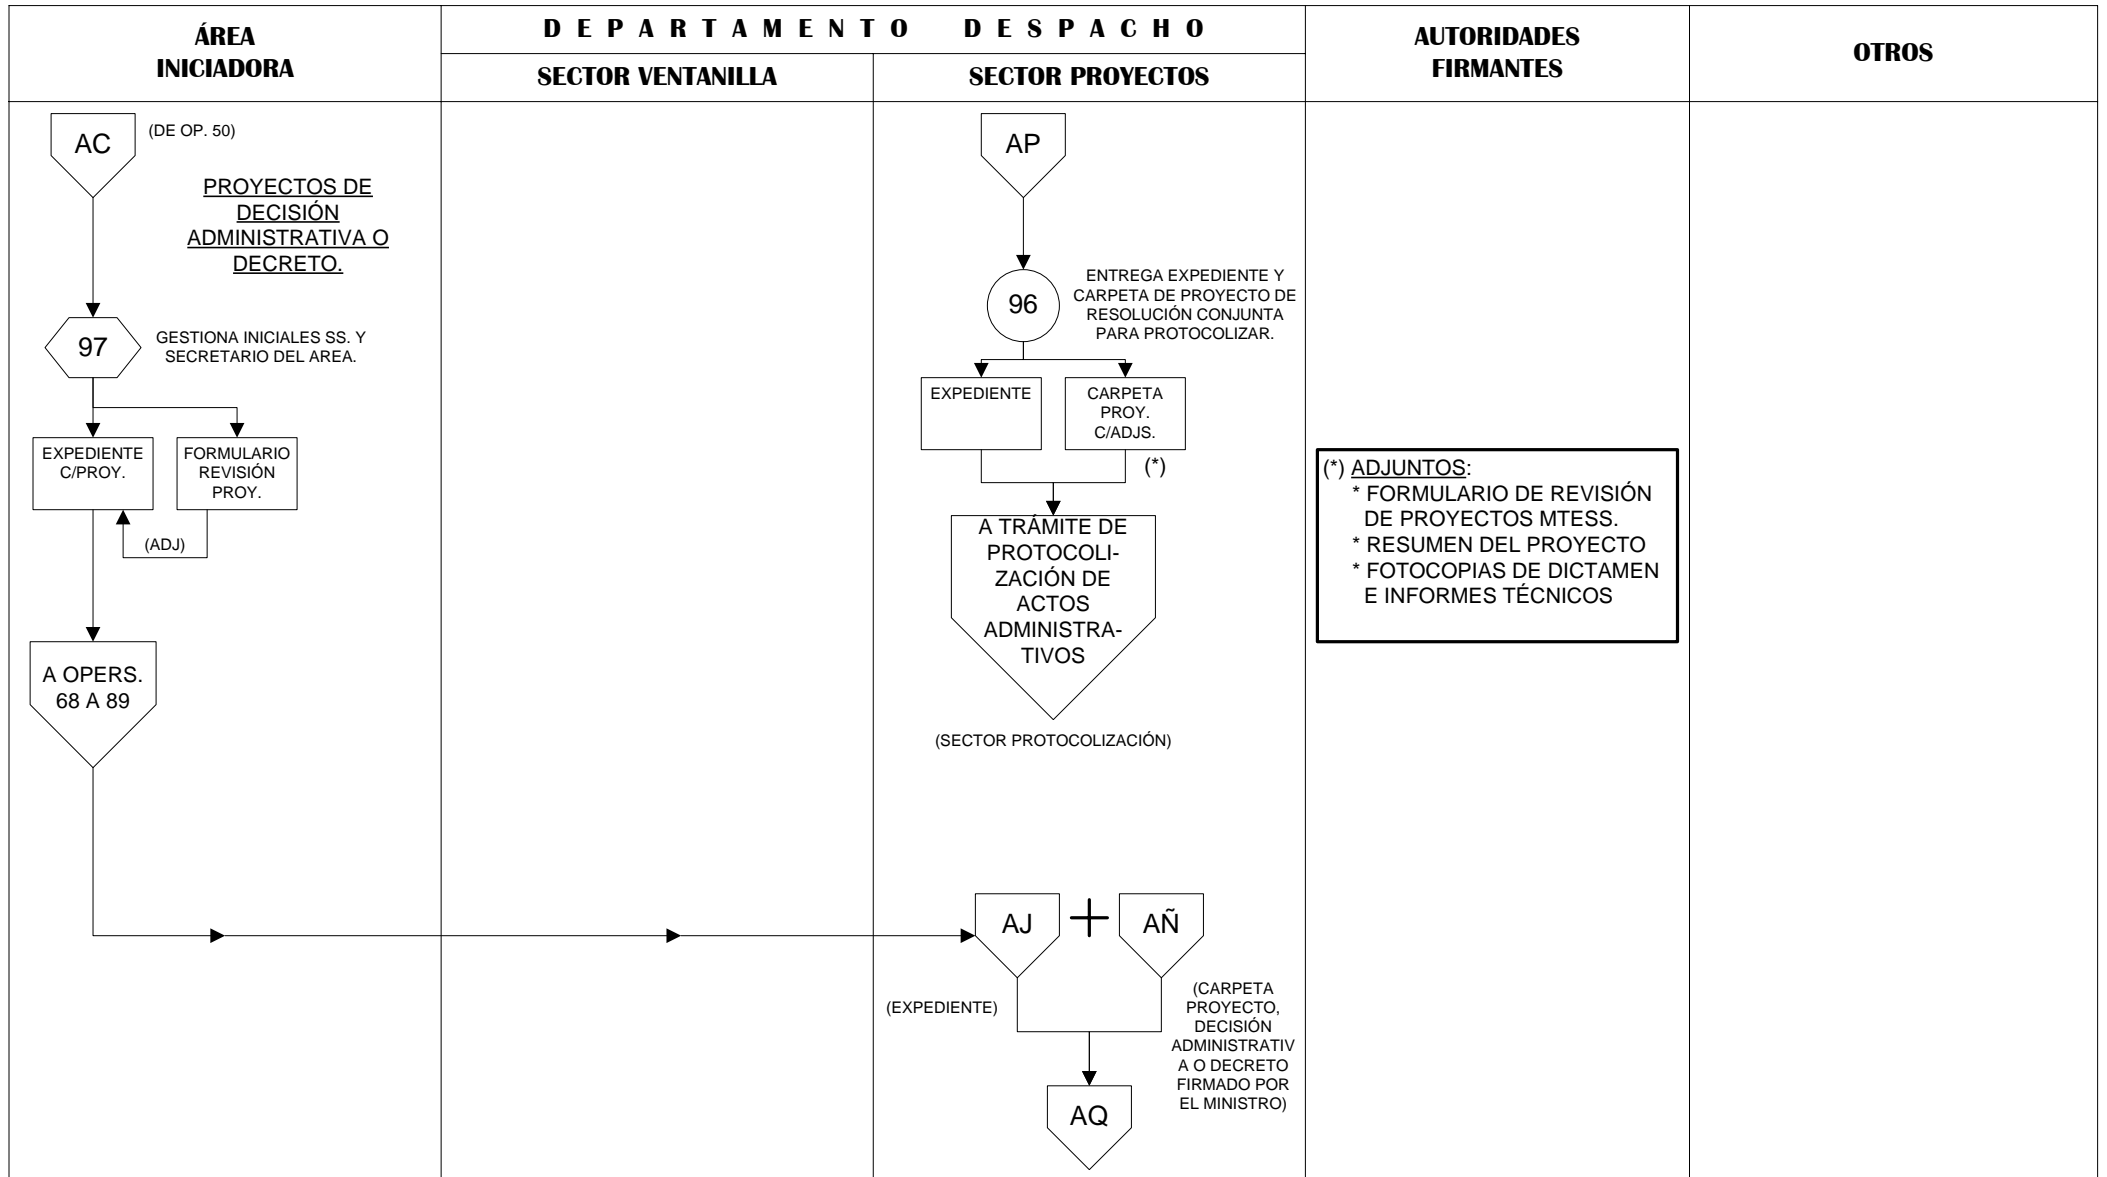 ÁREA
INICIADORA
DEPARTAMENTO DESPACHO
SECTOR VENTANILLA
SECTOR PROYECTOS
AUTORIDADES
FIRMANTES
OTROS
AC
(DE OP. 50)
PROYECTOS DE
DECISIÓN
ADMINISTRATIVA O
DECRETO.
97
GESTIONA INICIALES SS. Y
SECRETARIO DEL AREA.
EXPEDIENTE
C/PROY.
FORMULARIO
REVISIÓN
PROY.
(ADJ)
A OPERS.
68 A 89
AP
96
ENTREGA EXPEDIENTE Y
CARPETA DE PROYECTO DE
RESOLUCIÓN CONJUNTA
PARA PROTOCOLIZAR.
EXPEDIENTE
CARPETA
PROY.
C/ADJS.
(*)
A TRÁMITE DE
PROTOCOLI-
ZACIÓN DE
ACTOS
ADMINISTRA-
TIVOS
(SECTOR PROTOCOLIZACIÓN)
AJ
+
AÑ
(EXPEDIENTE)
(CARPETA
PROYECTO,
DECISIÓN
ADMINISTRATIV
A O DECRETO
FIRMADO POR
EL MINISTRO)
AQ
(*) ADJUNTOS:
* FORMULARIO DE REVISIÓN
DE PROYECTOS MTESS.
* RESUMEN DEL PROYECTO
* FOTOCOPIAS DE DICTAMEN
E INFORMES TÉCNICOS